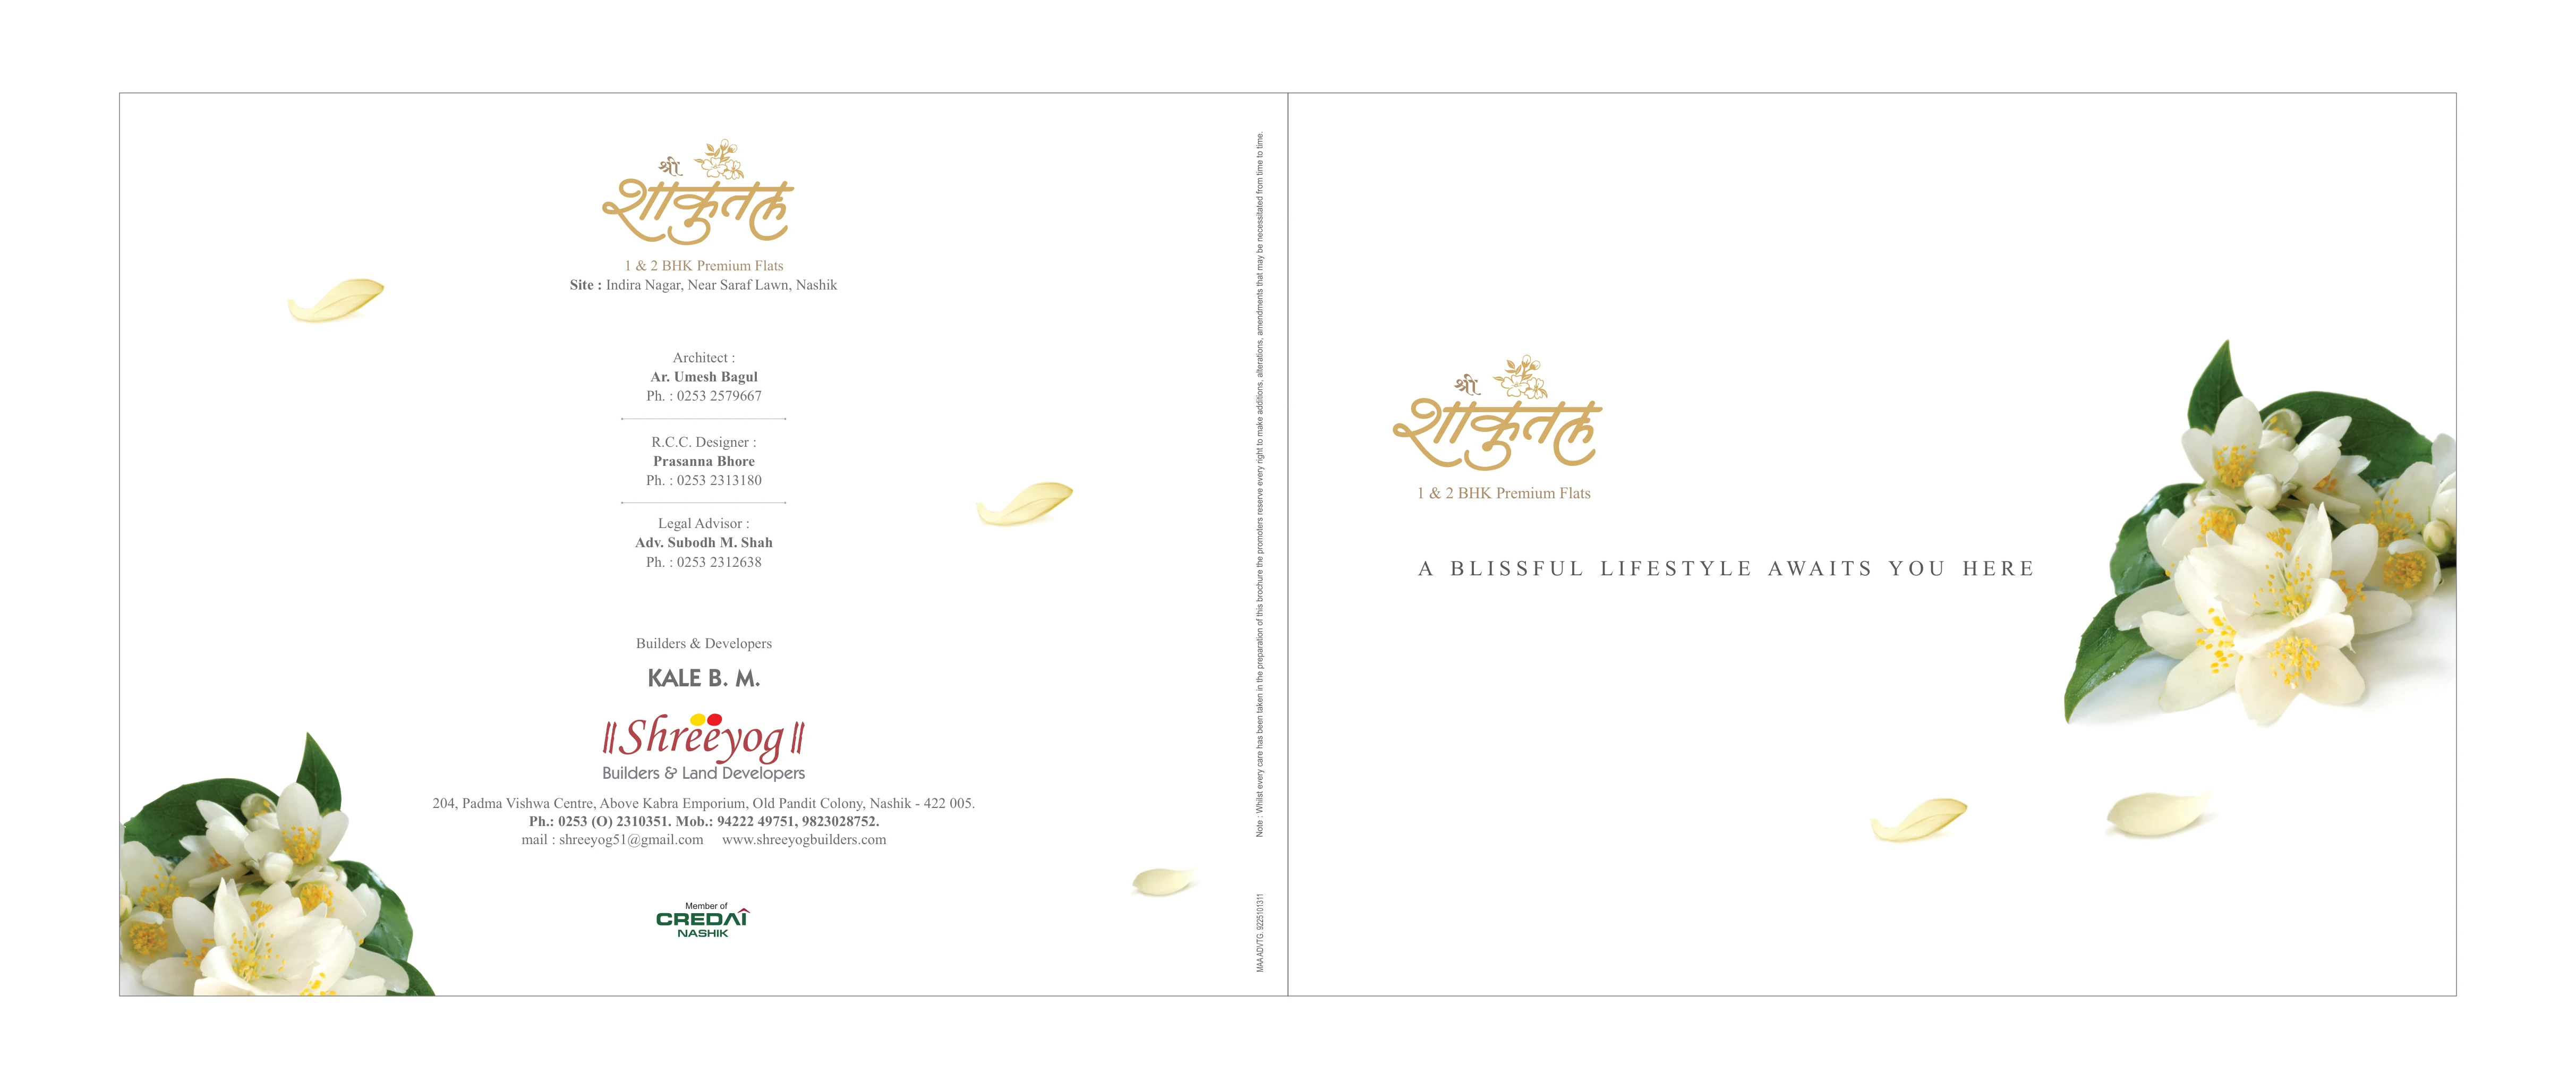 श्री
शाकुंतल
1 & 2 BHK Premium Flats
Site : Indira Nagar, Near Saraf Lawn, Nashik
Architect :
Ar. Umesh Bagul
Ph. : 0253 2579667
R.C.C. Designer :
Prasanna Bhore
Ph. : 0253 2313180
Legal Advisor :
Adv. Subodh M. Shah
Ph. : 0253 2312638
Builders & Developers
KALE B. M.
॥Shreeyog॥
Builders & Land Developers
204, Padma Vishwa Centre, Above Kabra Emporium, Old Pandit Colony, Nashik - 422 005.
Ph.: 0253 (O) 2310351. Mob.: 94222 49751, 9823028752.
mail : shreeyog51@gmail.com www.shreeyogbuilders.com
Member of
CREDAI
NASHIK
Note : Whilst every care has been taken in the preparation of this brochure the promoters reserve every right to make additions, alterations, amendments that may be necessitated from time to time.
MAA ADVTG. 9225101311
श्री
शाकुंतल
1 & 2 BHK Premium Flats
A BLISSFUL LIFESTYLE AWAITS YOU HERE